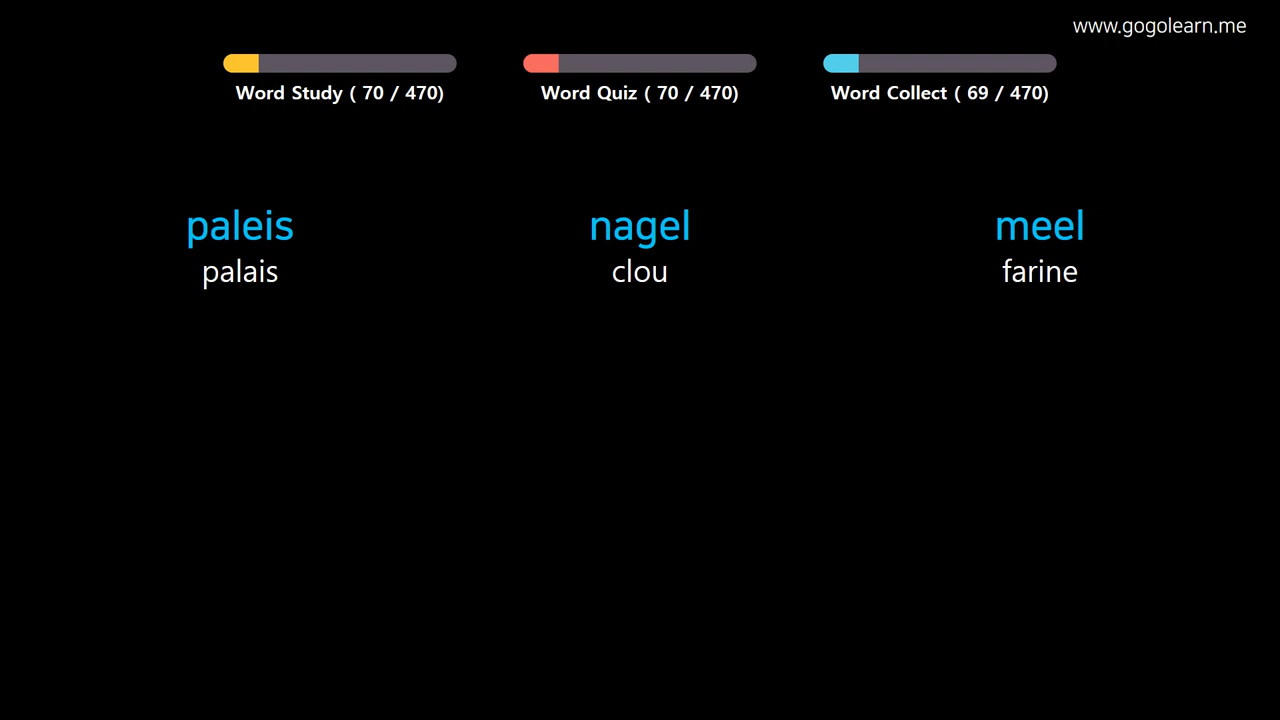 www.gogolearn.me
Word Study ( 70 / 470)
Word Quiz ( 70 / 470)
Word Collect ( 69 / 470)
paleis
palais
nagel
clou
meel
farine